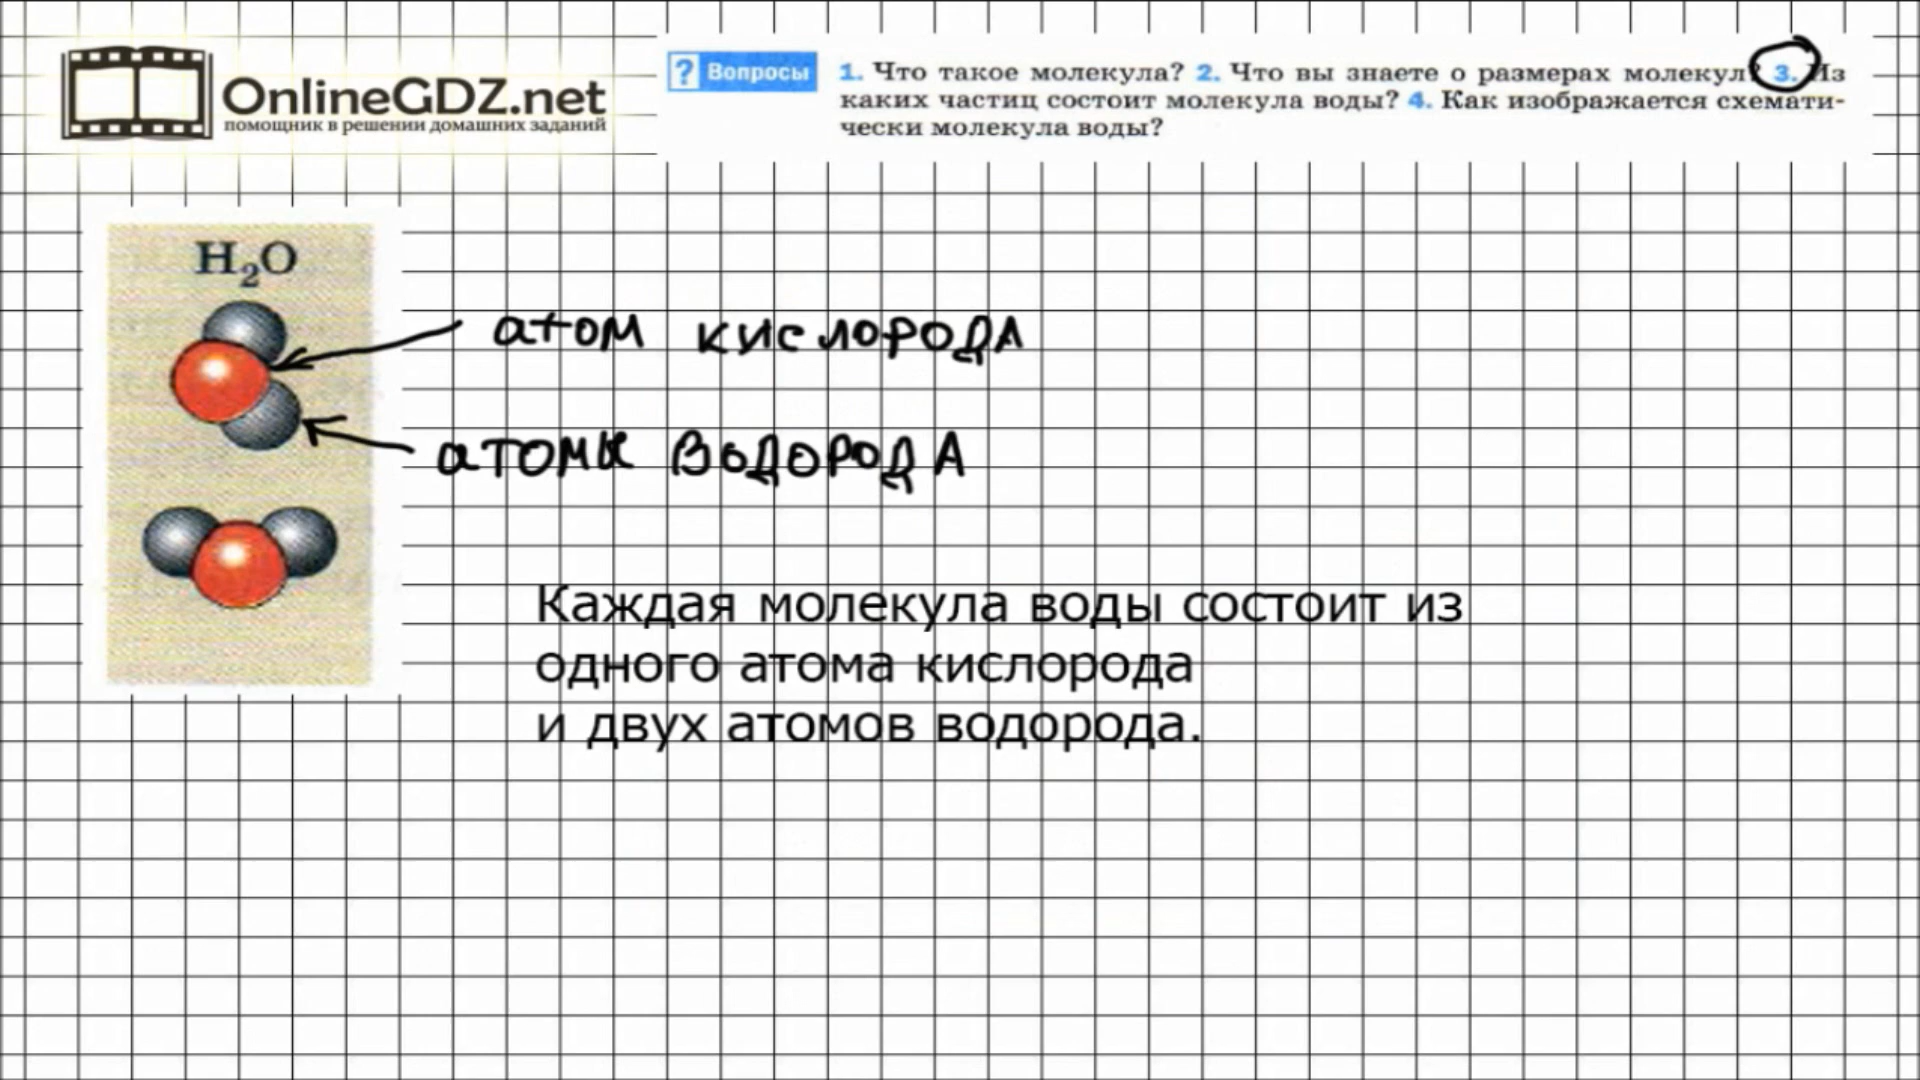 OnlineGDZ.net
помощник в решении домашних заданий
? Вопросы
1. Что такое молекула? 2. Что вы знаете о размерах молекул? 3. Из
каких частиц состоит молекула воды? 4. Как изображается схемати-
чески молекула воды?
H₂O
атом кислорода
атомы водорода
Каждая молекула воды состоит из
одного атома кислорода
и двух атомов водорода.